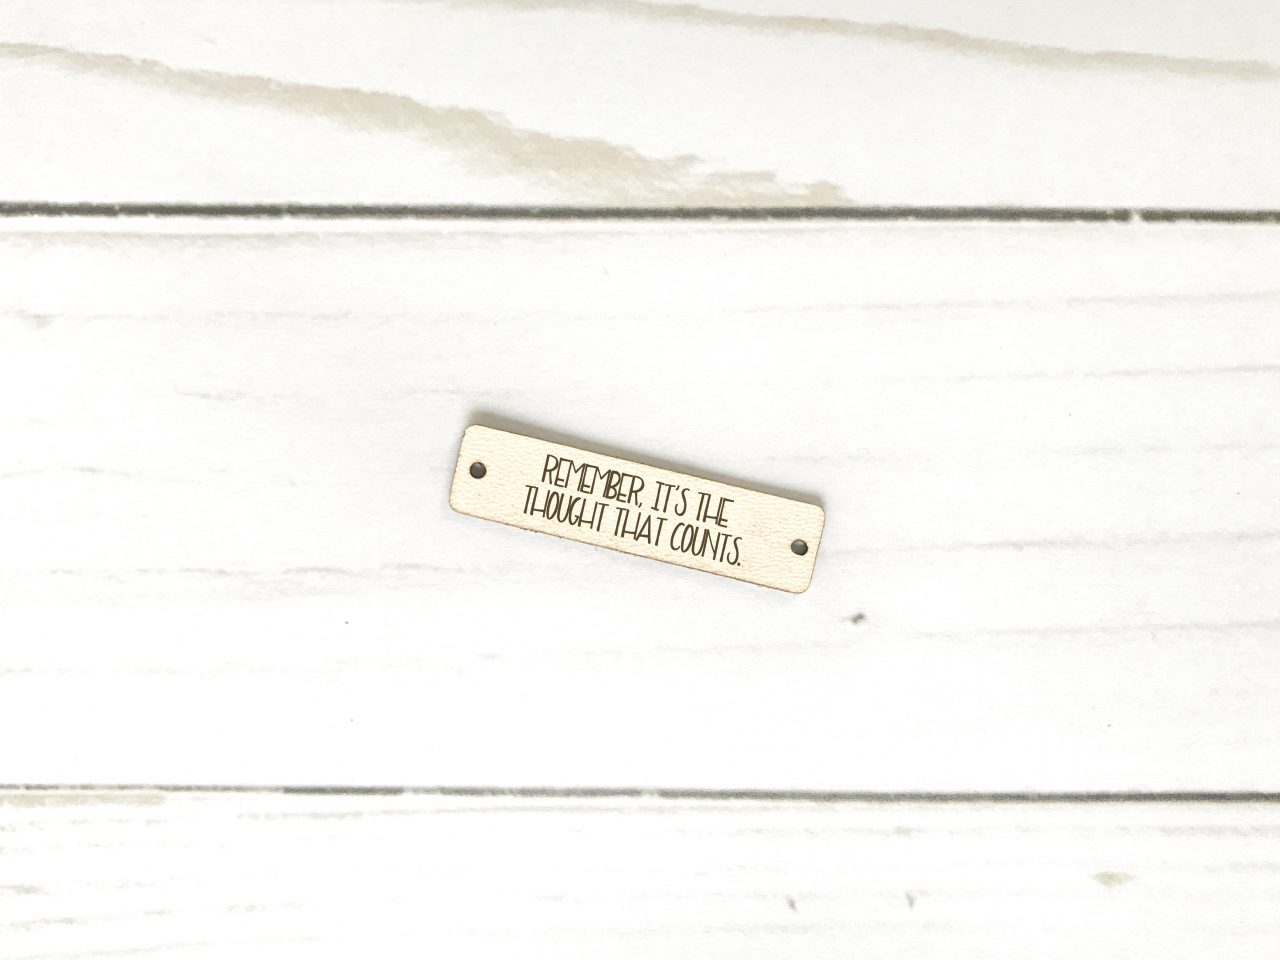 REMEMBER, IT'S THE
THOUGHT THAT COUNTS.